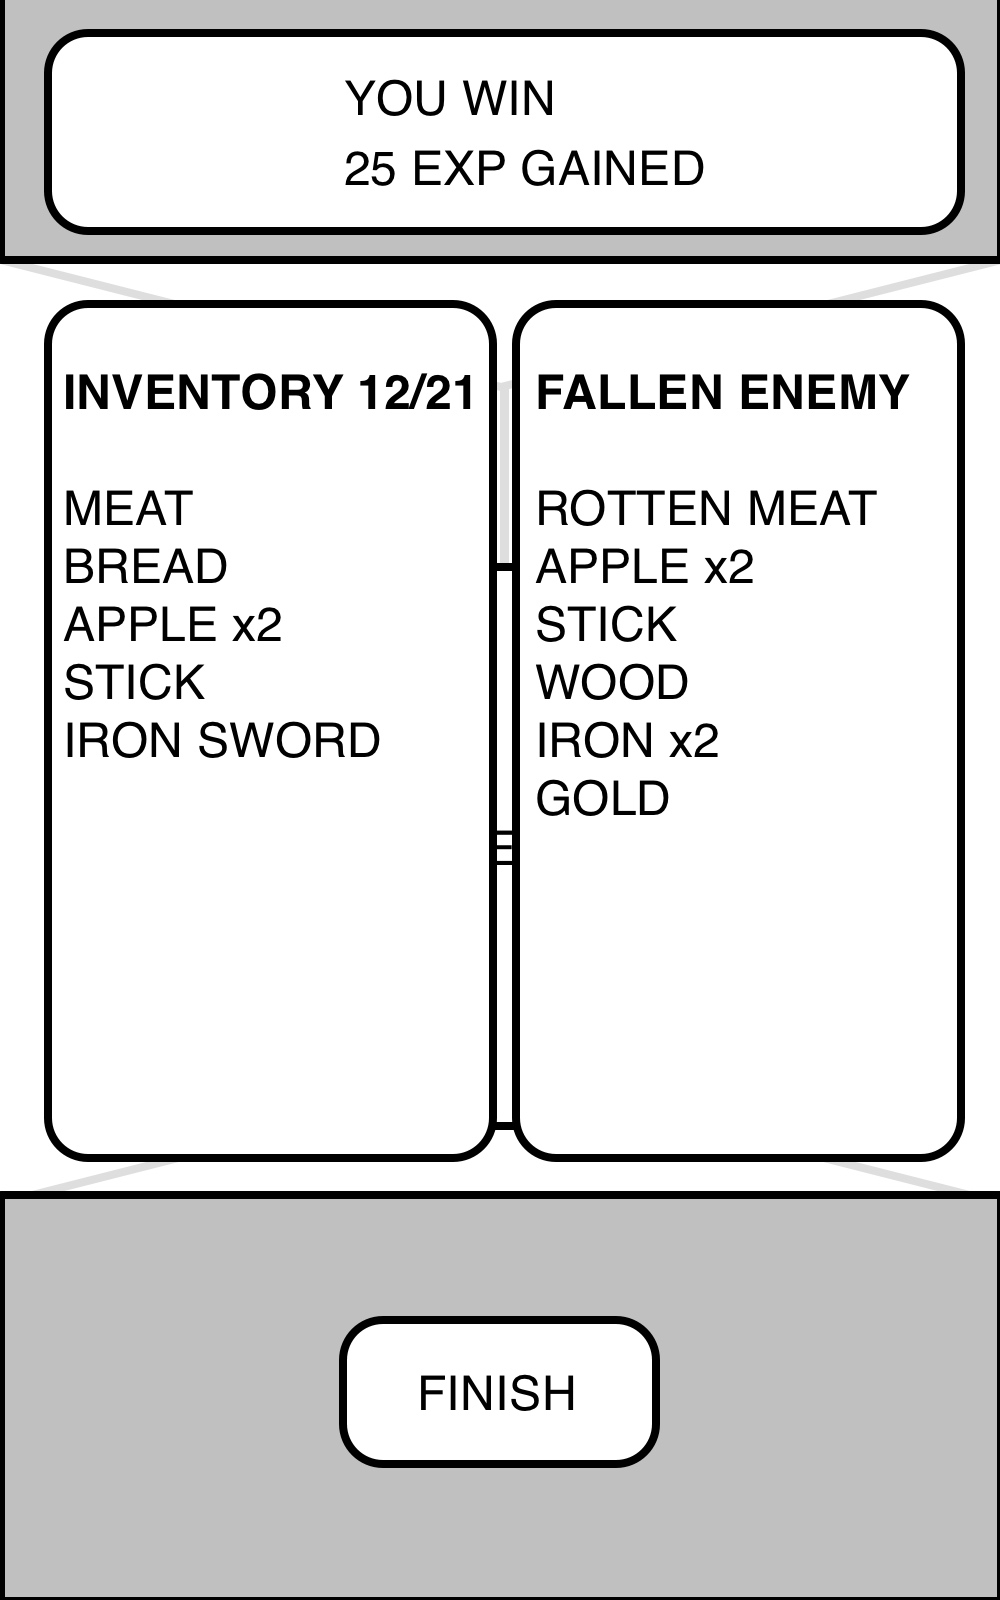 YOU WIN
25 EXP GAINED
INVENTORY 12/21
MEAT
BREAD
APPLE x2
STICK
IRON SWORD
FALLEN ENEMY
ROTTEN MEAT
APPLE x2
STICK
WOOD
IRON x2
GOLD
FINISH